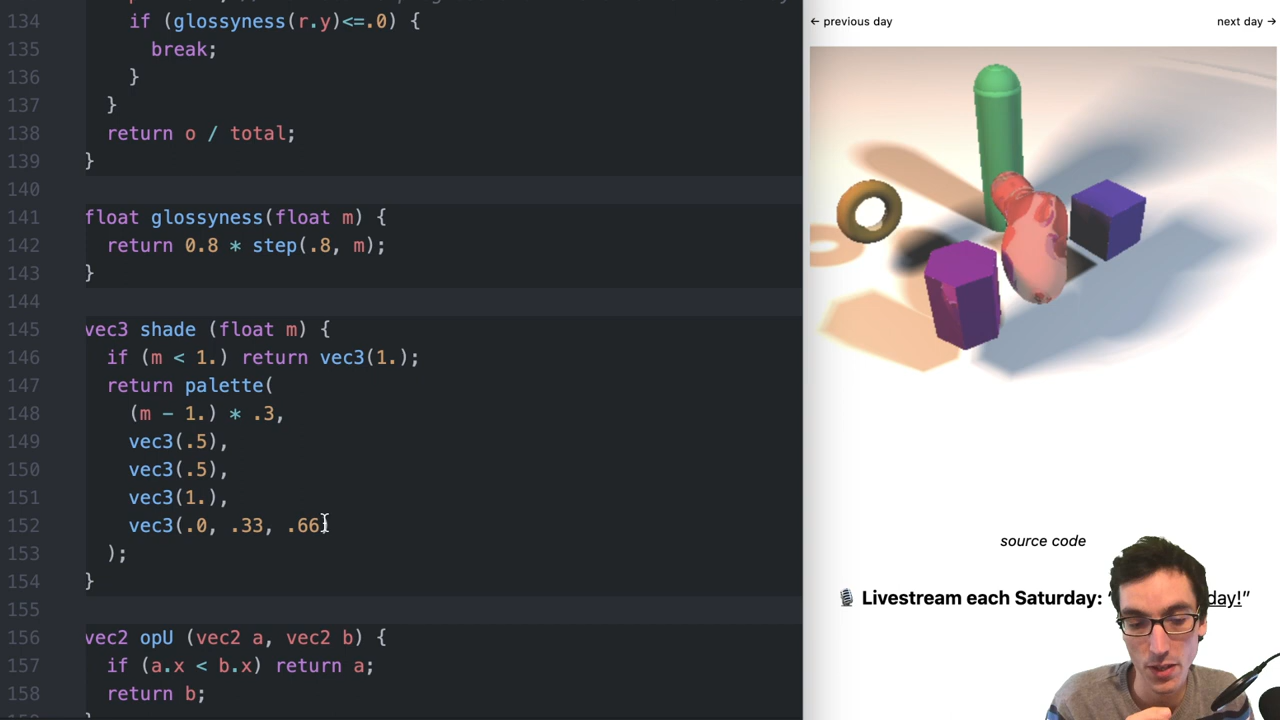 134 if (glossyness(r.y)<=.0) {
135 break;
136 }
137 }
138 return o / total;
139 }
140
141 float glossyness(float m) {
142 return 0.8 * step(.8, m);
143 }
144
145 vec3 shade (float m) {
146 if (m < 1.) return vec3(1.);
147 return palette(
148 (m - 1.) * .3,
149 vec3(.5),
150 vec3(.5),
151 vec3(1.),
152 vec3(.0, .33, .66)
153 );
154 }
155
156 vec2 opU (vec2 a, vec2 b) {
157 if (a.x < b.x) return a;
158 return b;
← previous day next day →
source code
🎙️ Livestream each Saturday: “ day!”